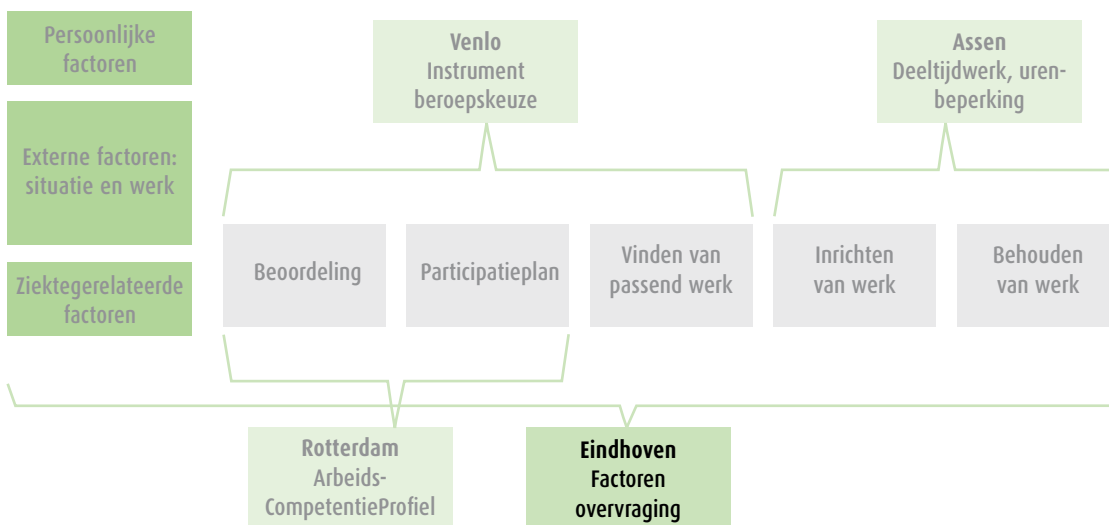 Persoonlijke
factoren
Externe factoren:
situatie en werk
Ziektegerelateerde
factoren
Venlo
Instrument
beroepskeuze
Assen
Deeltijdwerk, uren-
beperking
Beoordeling
Participatieplan
Vinden van
passend werk
Inrichten
van werk
Behouden
van werk
Rotterdam
Arbeids-
CompetentieProfiel
Eindhoven
Factoren
overvraging